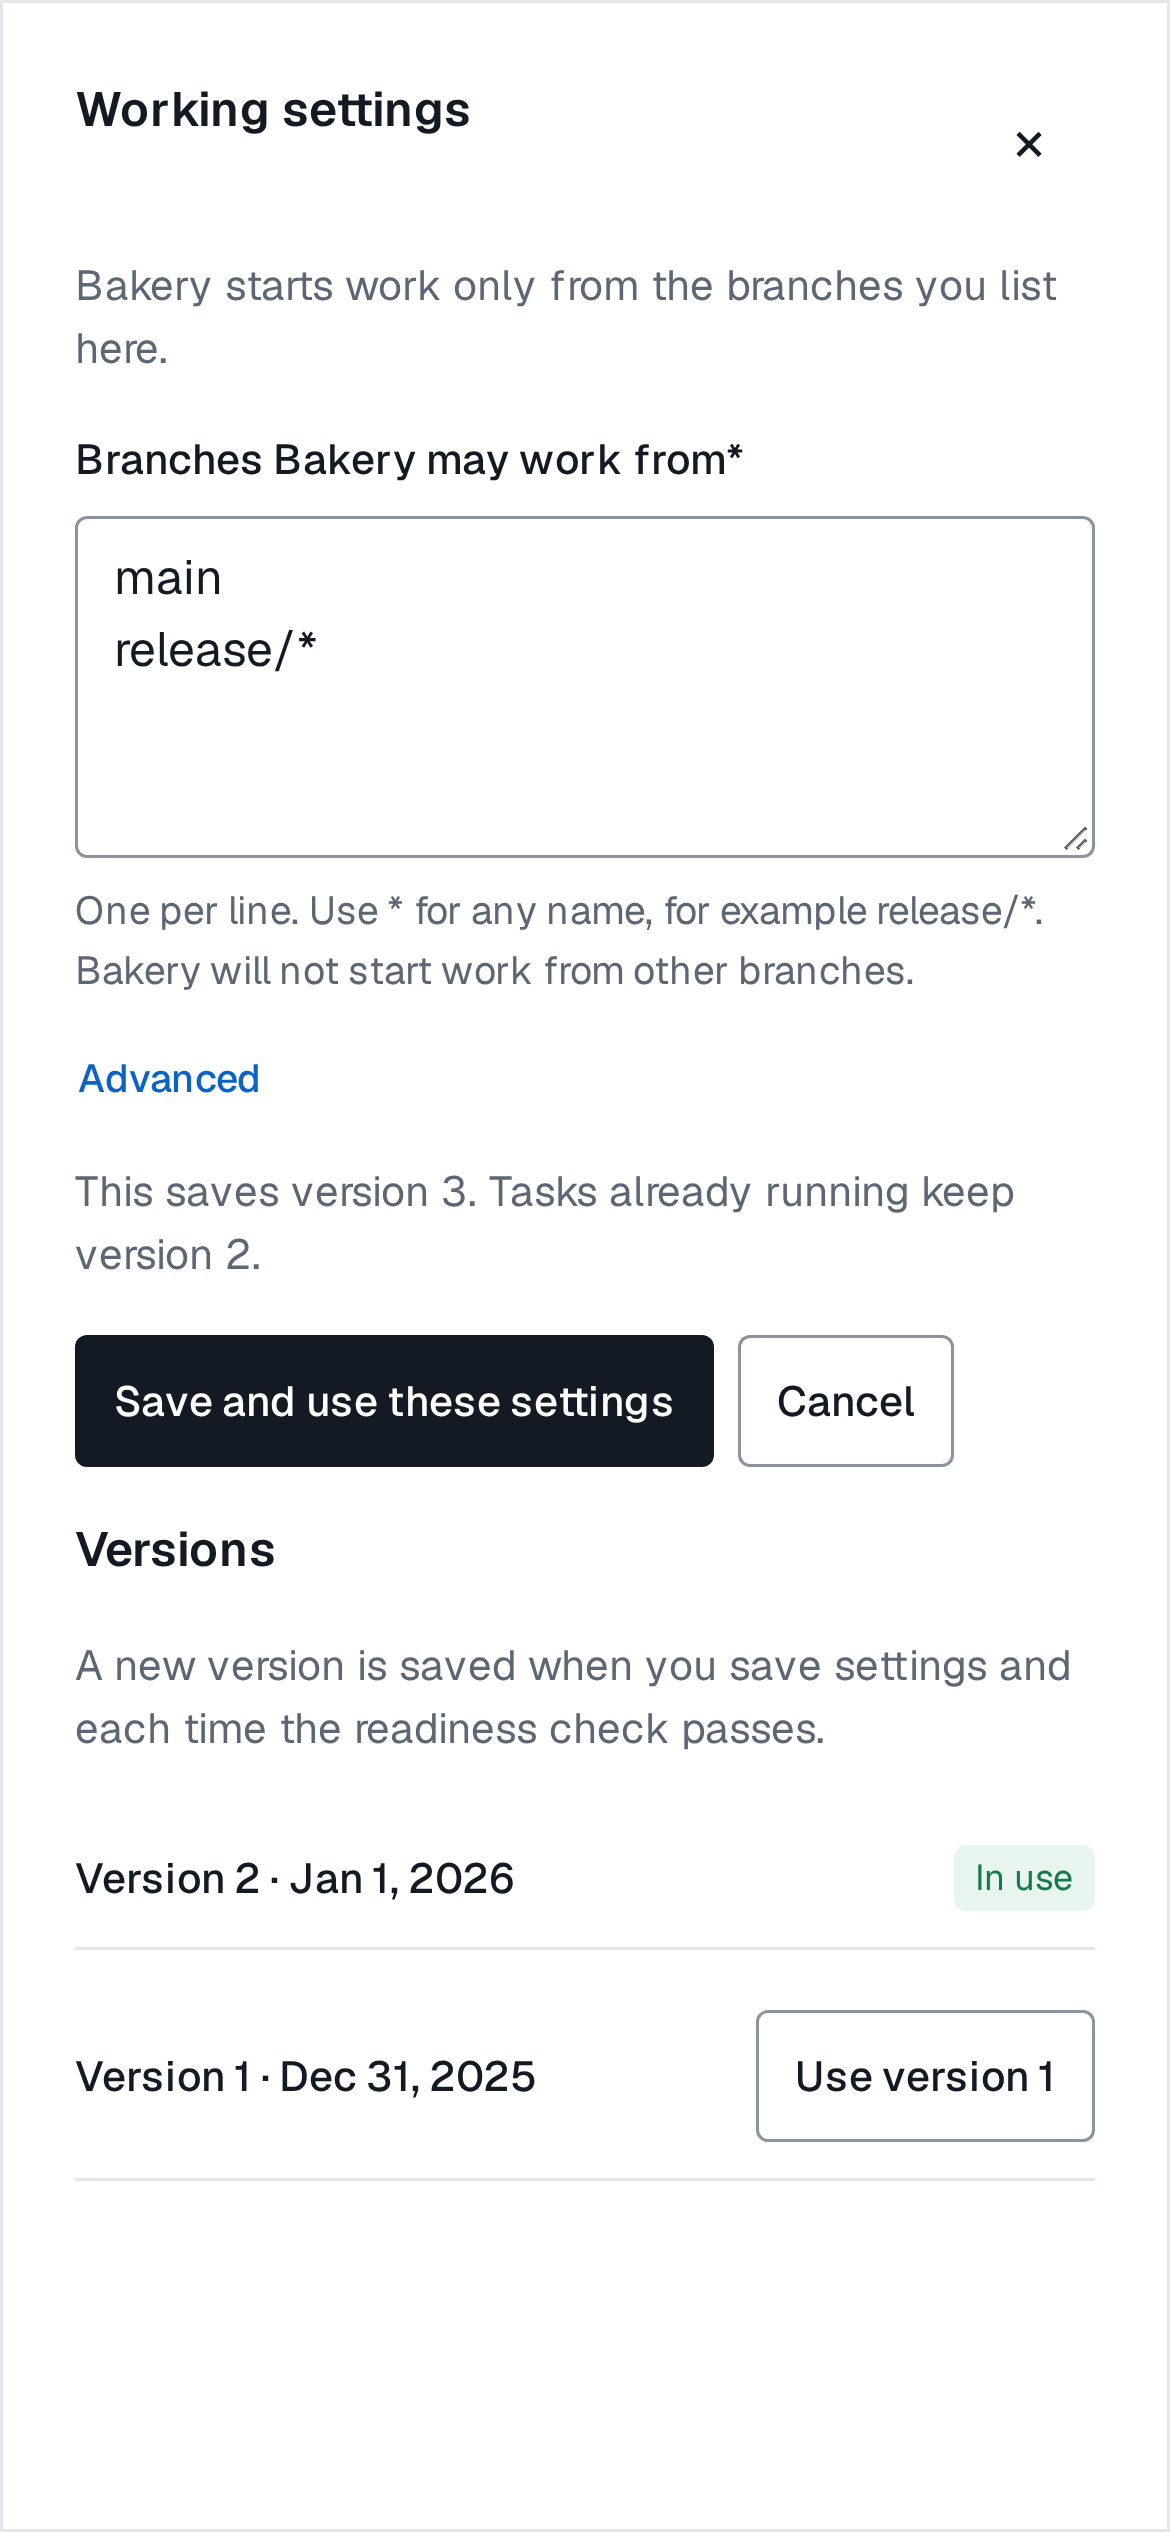 Working settings
×
Bakery starts work only from the branches you list
here.
Branches Bakery may work from*
main
release/*
One per line. Use * for any name, for example release/*.
Bakery will not start work from other branches.
Advanced
This saves version 3. Tasks already running keep
version 2.
Save and use these settings Cancel
Versions
A new version is saved when you save settings and
each time the readiness check passes.
Version 2 · Jan 1, 2026 In use
Version 1 · Dec 31, 2025 Use version 1